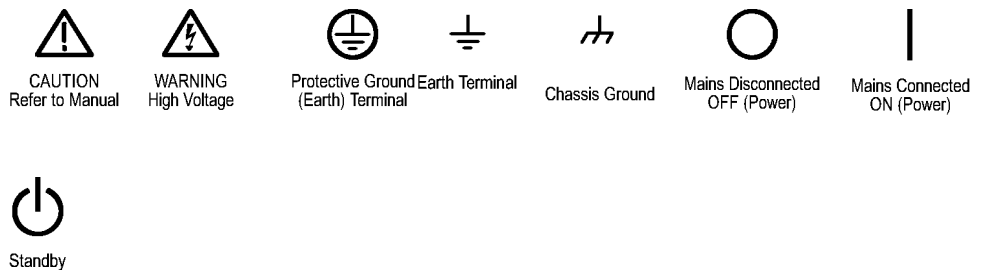 CAUTION
Refer to Manual
WARNING
High Voltage
Protective Ground
(Earth) Terminal
Earth Terminal
Chassis Ground
Mains Disconnected
OFF (Power)
Mains Connected
ON (Power)
Standby